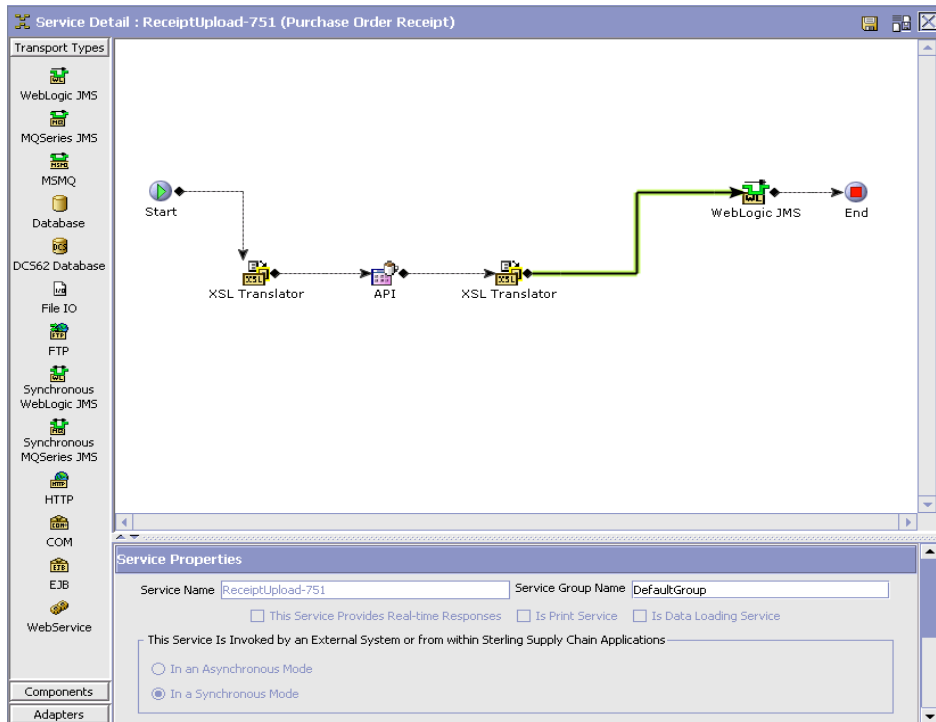 Service Detail : ReceiptUpload-751 (Purchase Order Receipt)
Transport Types
WebLogic JMS
MQSeries JMS
MSMQ
Database
DCS62 Database
File IO
FTP
Synchronous
WebLogic JMS
Synchronous
MQSeries JMS
HTTP
COM
EJB
WebService
Components
Adapters
Start
XSL Translator
API
XSL Translator
WebLogic JMS
End
Service Properties
Service Name ReceiptUpload-751 Service Group Name DefaultGroup
This Service Provides Real-time Responses Is Print Service Is Data Loading Service
This Service Is Invoked by an External System or from within Sterling Supply Chain Applications
In an Asynchronous Mode
In a Synchronous Mode